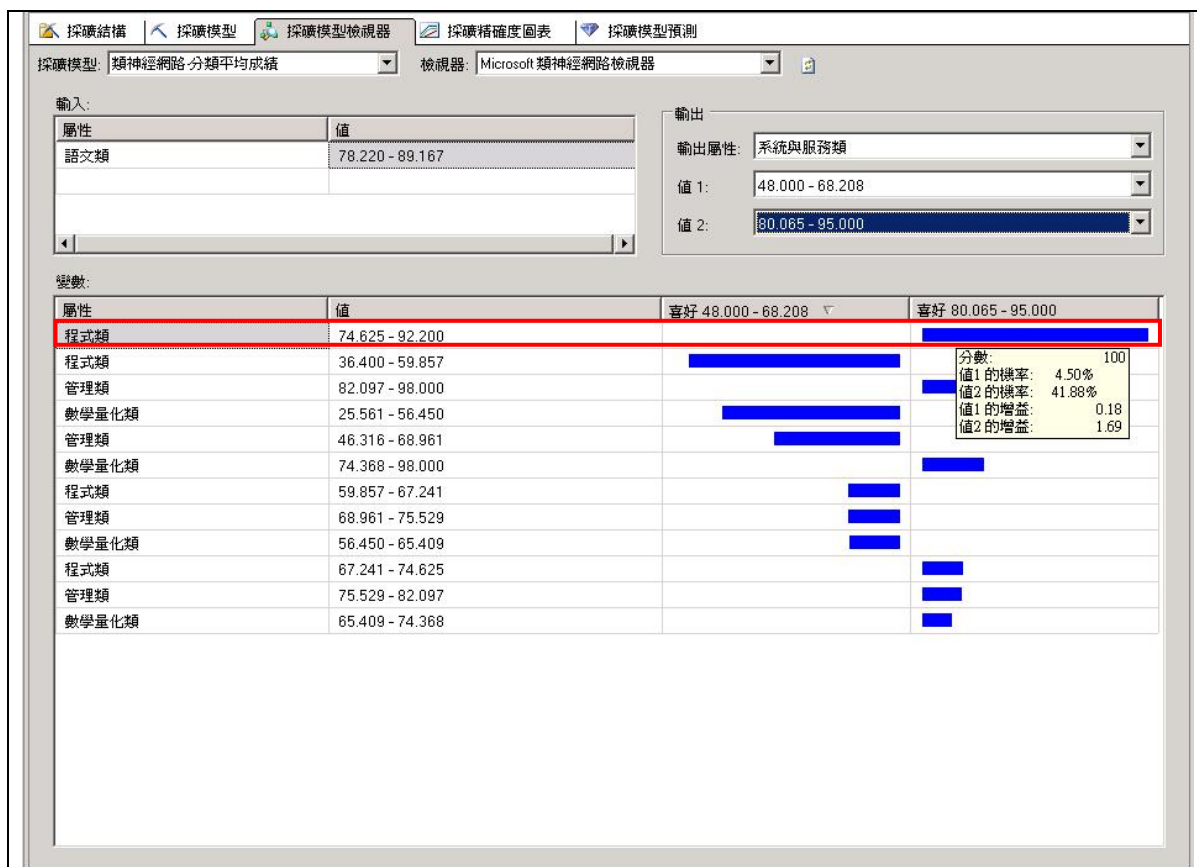 採礦結構 採礦模型 採礦模型檢視器 採礦精確度圖表 採礦模型預測
採礦模型: 類神經網路-分類平均成績 檢視器: Microsoft 類神經網路檢視器
輸入:
屬性 值
語文類 78.220 - 89.167
輸出
輸出屬性: 系統與服務類
值 1: 48.000 - 68.208
值 2: 80.065 - 95.000
變數:
屬性 值 喜好 48.000 - 68.208 喜好 80.065 - 95.000
程式類 74.625 - 92.200
程式類 36.400 - 59.857
管理類 82.097 - 98.000
數學量化類 25.561 - 56.450
管理類 46.316 - 68.961
數學量化類 74.368 - 98.000
程式類 59.857 - 67.241
管理類 68.961 - 75.529
數學量化類 56.450 - 65.409
程式類 67.241 - 74.625
管理類 75.529 - 82.097
數學量化類 65.409 - 74.368
分數: 100
值1 的機率: 4.50%
值2 的機率: 41.88%
值1 的增益: 0.18
值2 的增益: 1.69